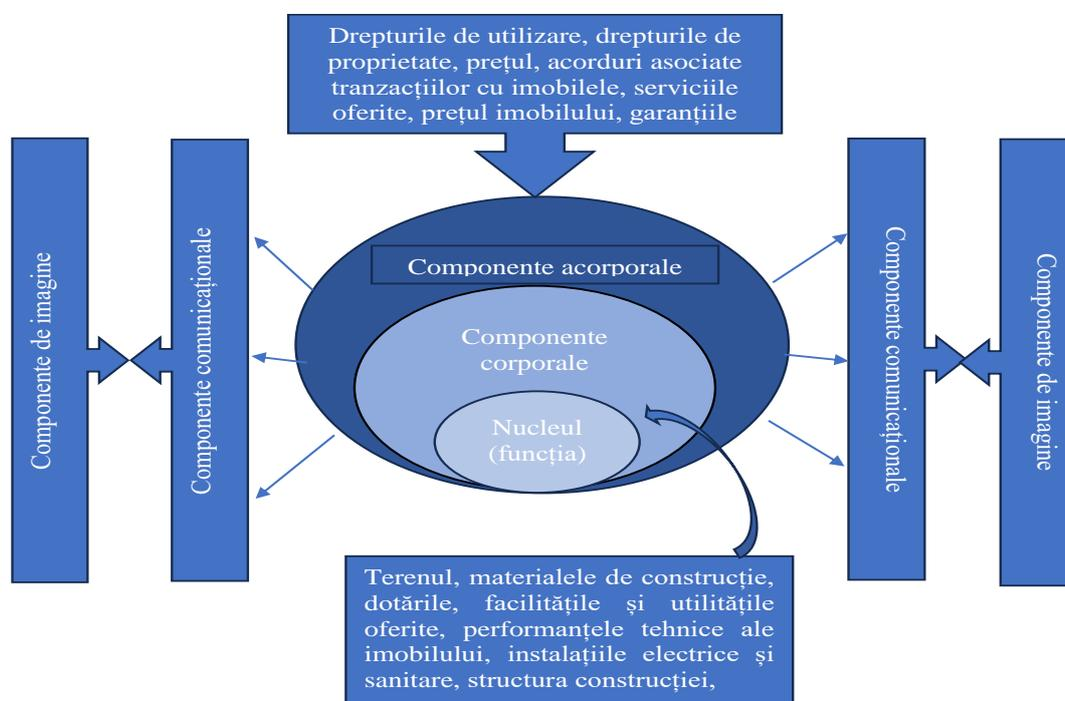 Drepturile de utilizare, drepturile de
proprietate, prețul, acorduri asociate
tranzacțiilor cu imobilele, serviciile
oferite, prețul imobilului, garanțiile
Componente de imagine
Componente comunicaționale
Componente acorporale
Componente
corporale
Nucleul
(funcția)
Componente comunicaționale
Componente de imagine
Terenul, materialele de construcție,
dotările, facilitățile și utilitățile
oferite, performanțele tehnice ale
imobilului, instalațiile electrice și
sanitare, structura construcției,